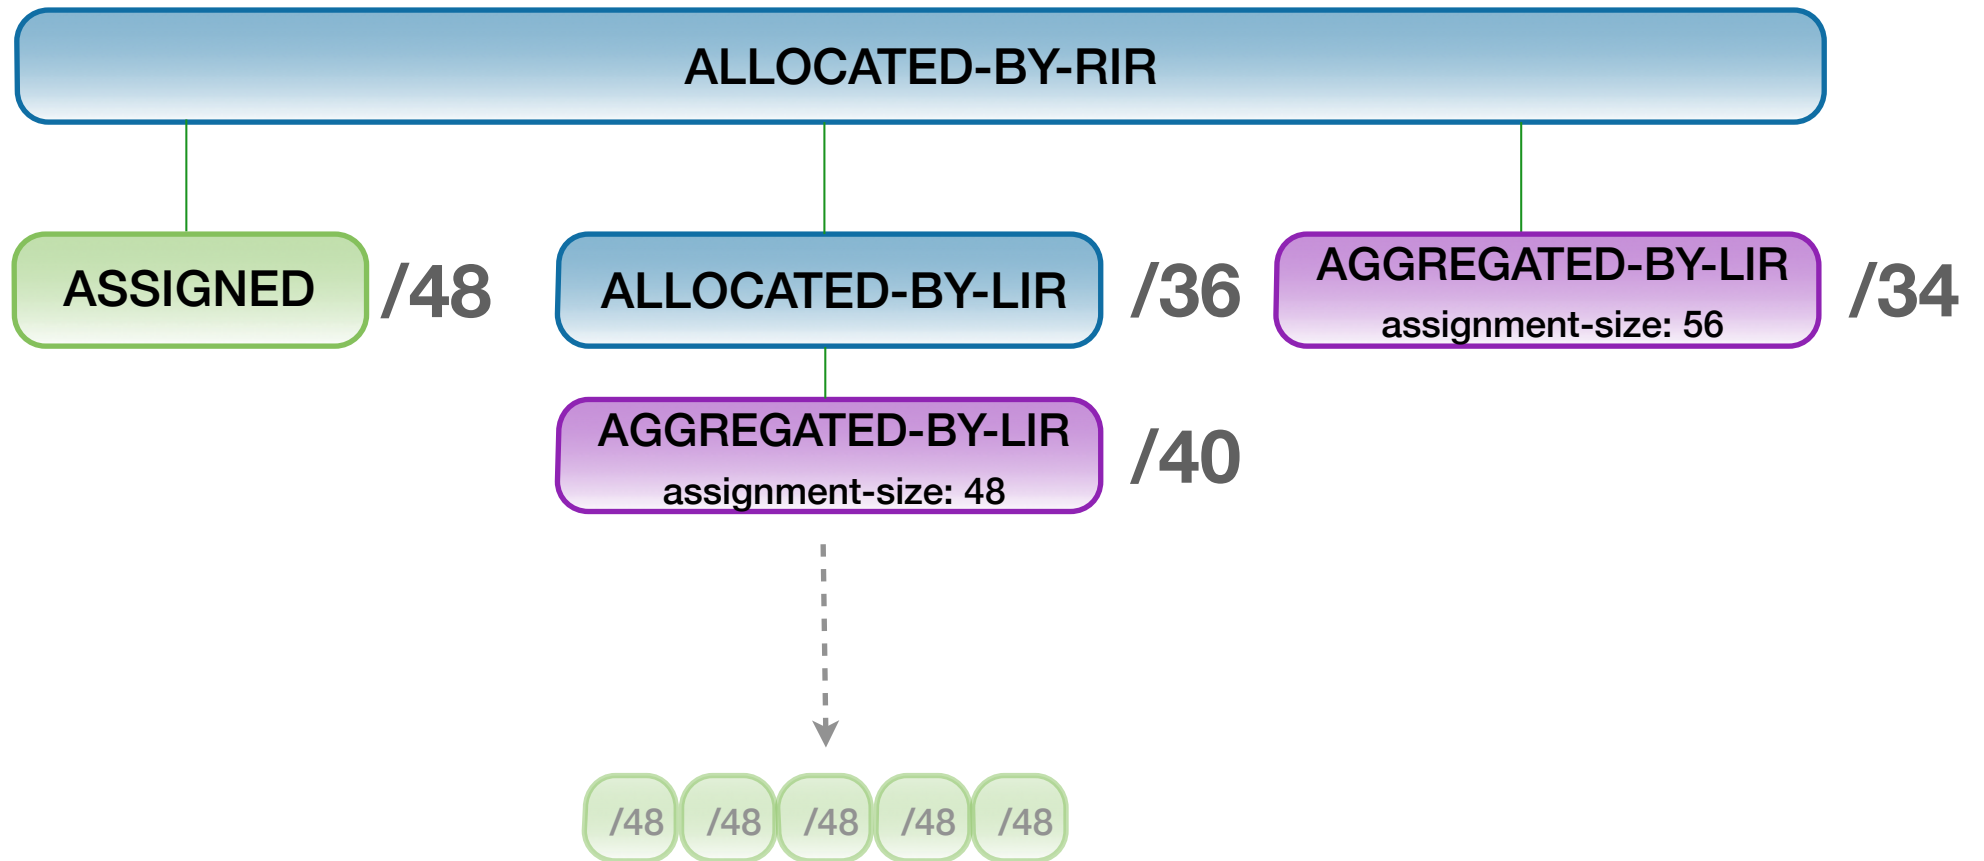 ALLOCATED-BY-RIR
ASSIGNED
/48
ALLOCATED-BY-LIR
/36
AGGREGATED-BY-LIR
assignment-size: 56
/34
AGGREGATED-BY-LIR
assignment-size: 48
/40
/48 /48 /48 /48 /48